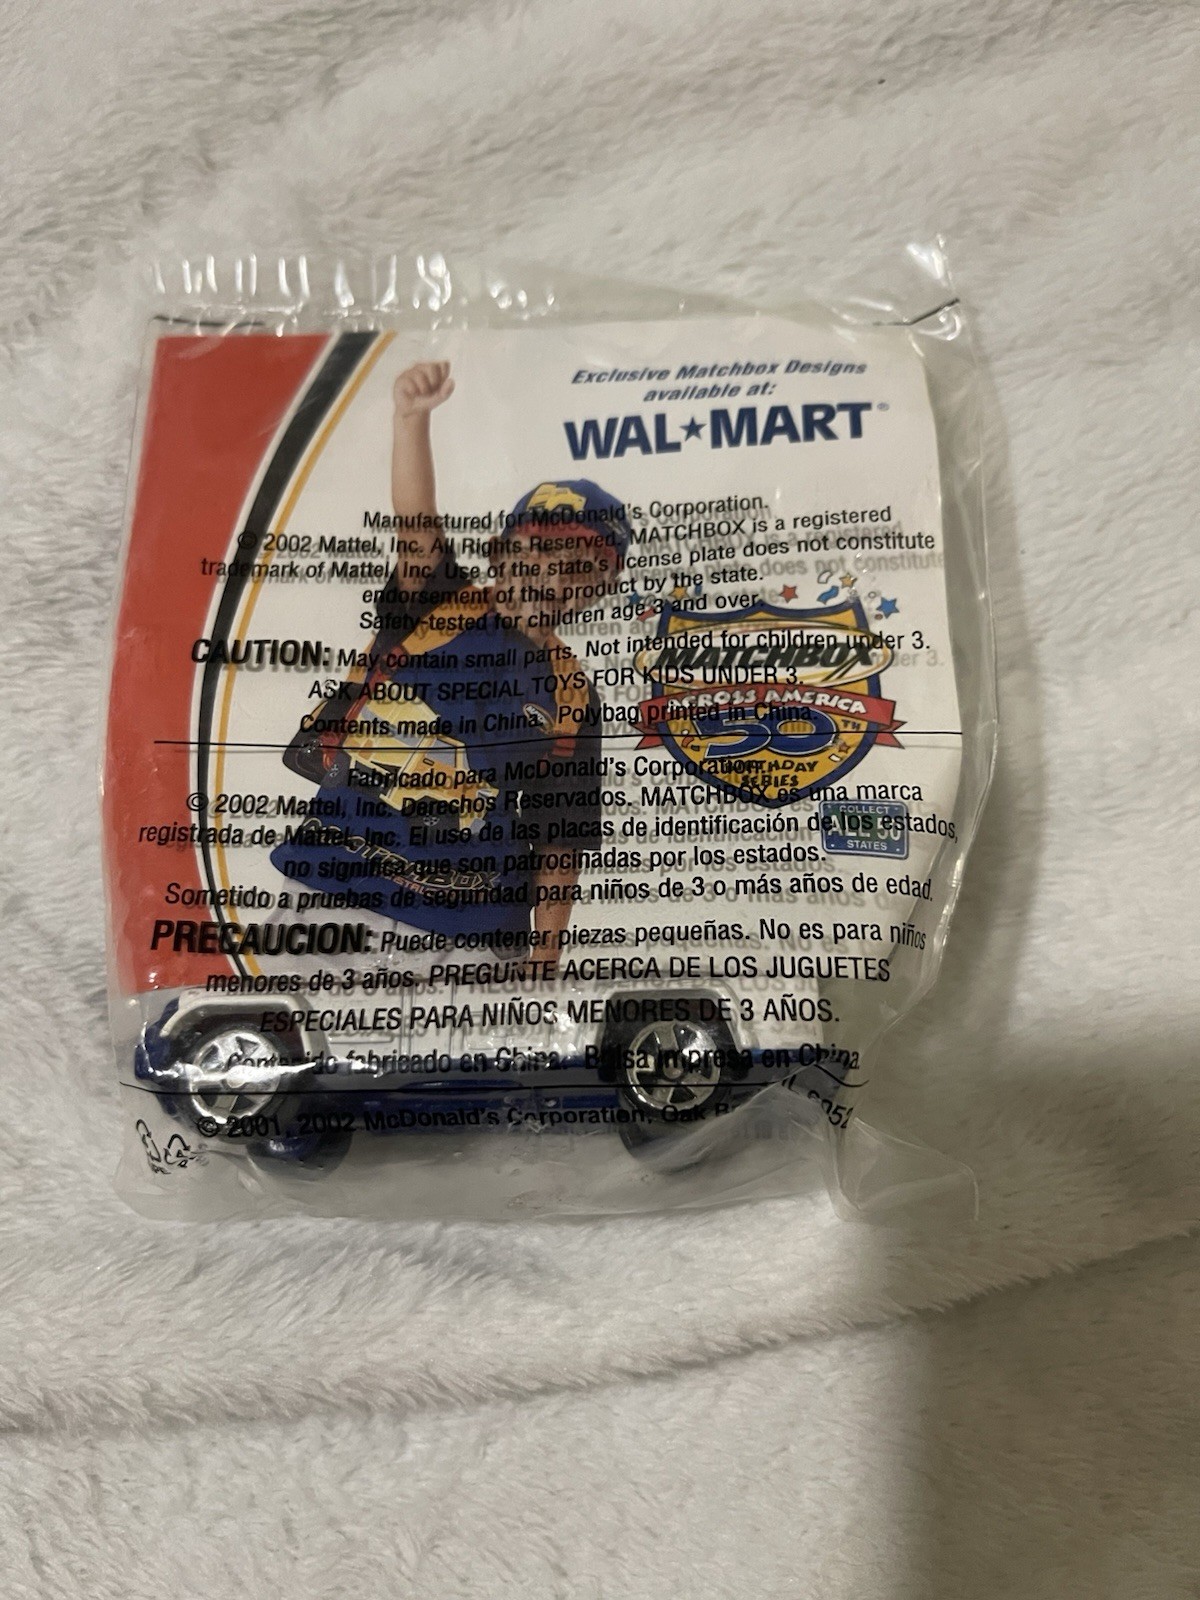 Exclusive Matchbox Designs
available at:
WAL★MART®
Manufactured for McDonald's Corporation.
© 2002 Mattel, Inc. All Rights Reserved. MATCHBOX is a registered
trademark of Mattel, Inc. Use of the state's license plate does not constitute
endorsement of this product by the state.
Safety-tested for children age 3 and over.
CAUTION: May contain small parts. Not intended for children under 3.
ASK ABOUT SPECIAL TOYS FOR KIDS UNDER 3.
Contents made in China. Polybag printed in China.
MATCHBOX
ACROSS AMERICA
50TH
BIRTHDAY
SERIES
COLLECT
ALL 50
STATES
Fabricado para McDonald's Corporation.
© 2002 Mattel, Inc. Derechos Reservados. MATCHBOX es una marca
registrada de Mattel, Inc. El uso de las placas de identificación de los estados,
no significa que son patrocinadas por los estados.
Sometido a pruebas de seguridad para niños de 3 o más años de edad.
PRECAUCION: Puede contener piezas pequeñas. No es para niños
menores de 3 años. PREGUNTE ACERCA DE LOS JUGUETES
ESPECIALES PARA NIÑOS MENORES DE 3 AÑOS.
Contenido fabricado en China. Bolsa impresa en China
© 2001, 2002 McDonald's Corporation, Oak